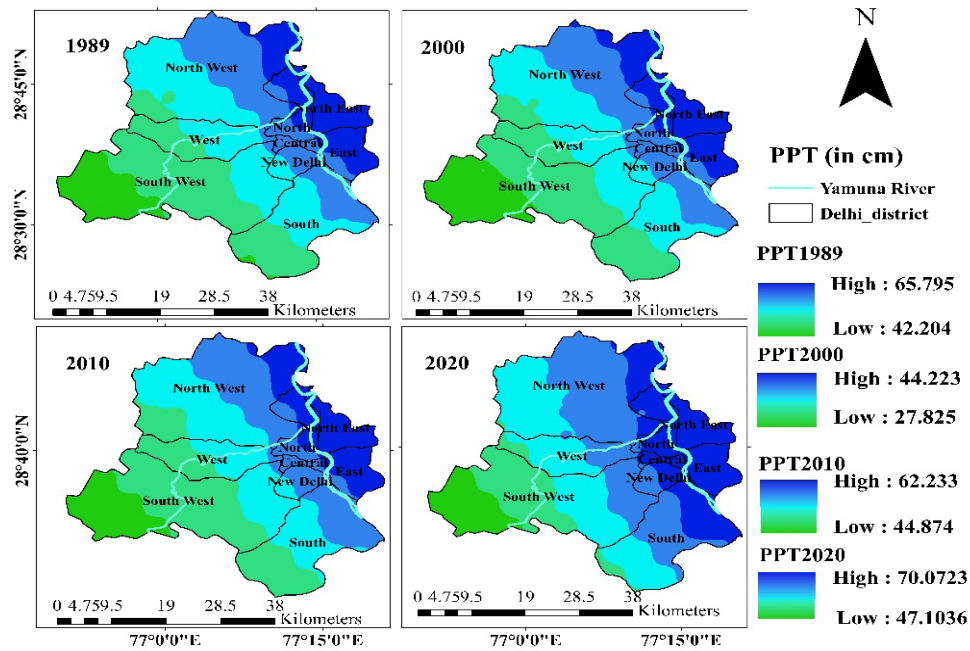 1989
North West
North East
North
Central
West
East
New Delhi
South West
South
0 4.759.5 19 28.5 38
Kilometers
28°45'0"N
28°30'0"N
2000
North West
North East
North
Central
West
East
New Delhi
South West
South
0 4.759.5 19 28.5 38
Kilometers
2010
North West
North East
North
Central
West
East
New Delhi
South West
South
0 4.759.5 19 28.5 38
Kilometers
28°40'0"N
77°0'0"E 77°15'0"E
2020
North West
North East
North
Central
West
East
New Delhi
South West
South
0 4.759.5 19 28.5 38
Kilometers
77°0'0"E 77°15'0"E
N
PPT (in cm)
Yamuna River
Delhi_district
PPT1989
High : 65.795
Low : 42.204
PPT2000
High : 44.223
Low : 27.825
PPT2010
High : 62.233
Low : 44.874
PPT2020
High : 70.0723
Low : 47.1036